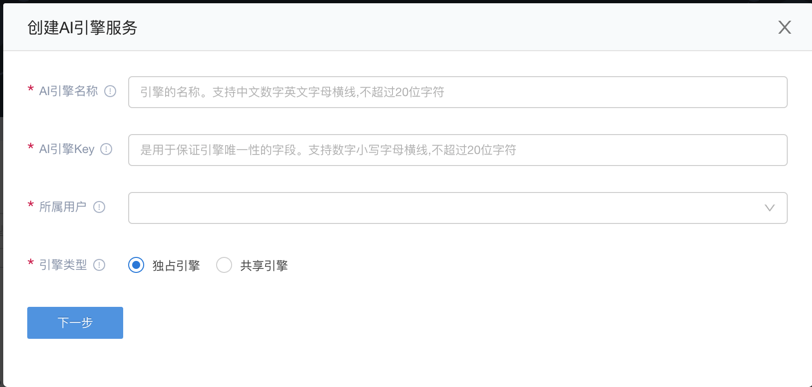 创建AI引擎服务
* AI引擎名称 引擎的名称。支持中文数字英文字母横线,不超过20位字符
* AI引擎Key 是用于保证引擎唯一性的字段。支持数字小写字母横线,不超过20位字符
* 所属用户
* 引擎类型 独占引擎 共享引擎
下一步